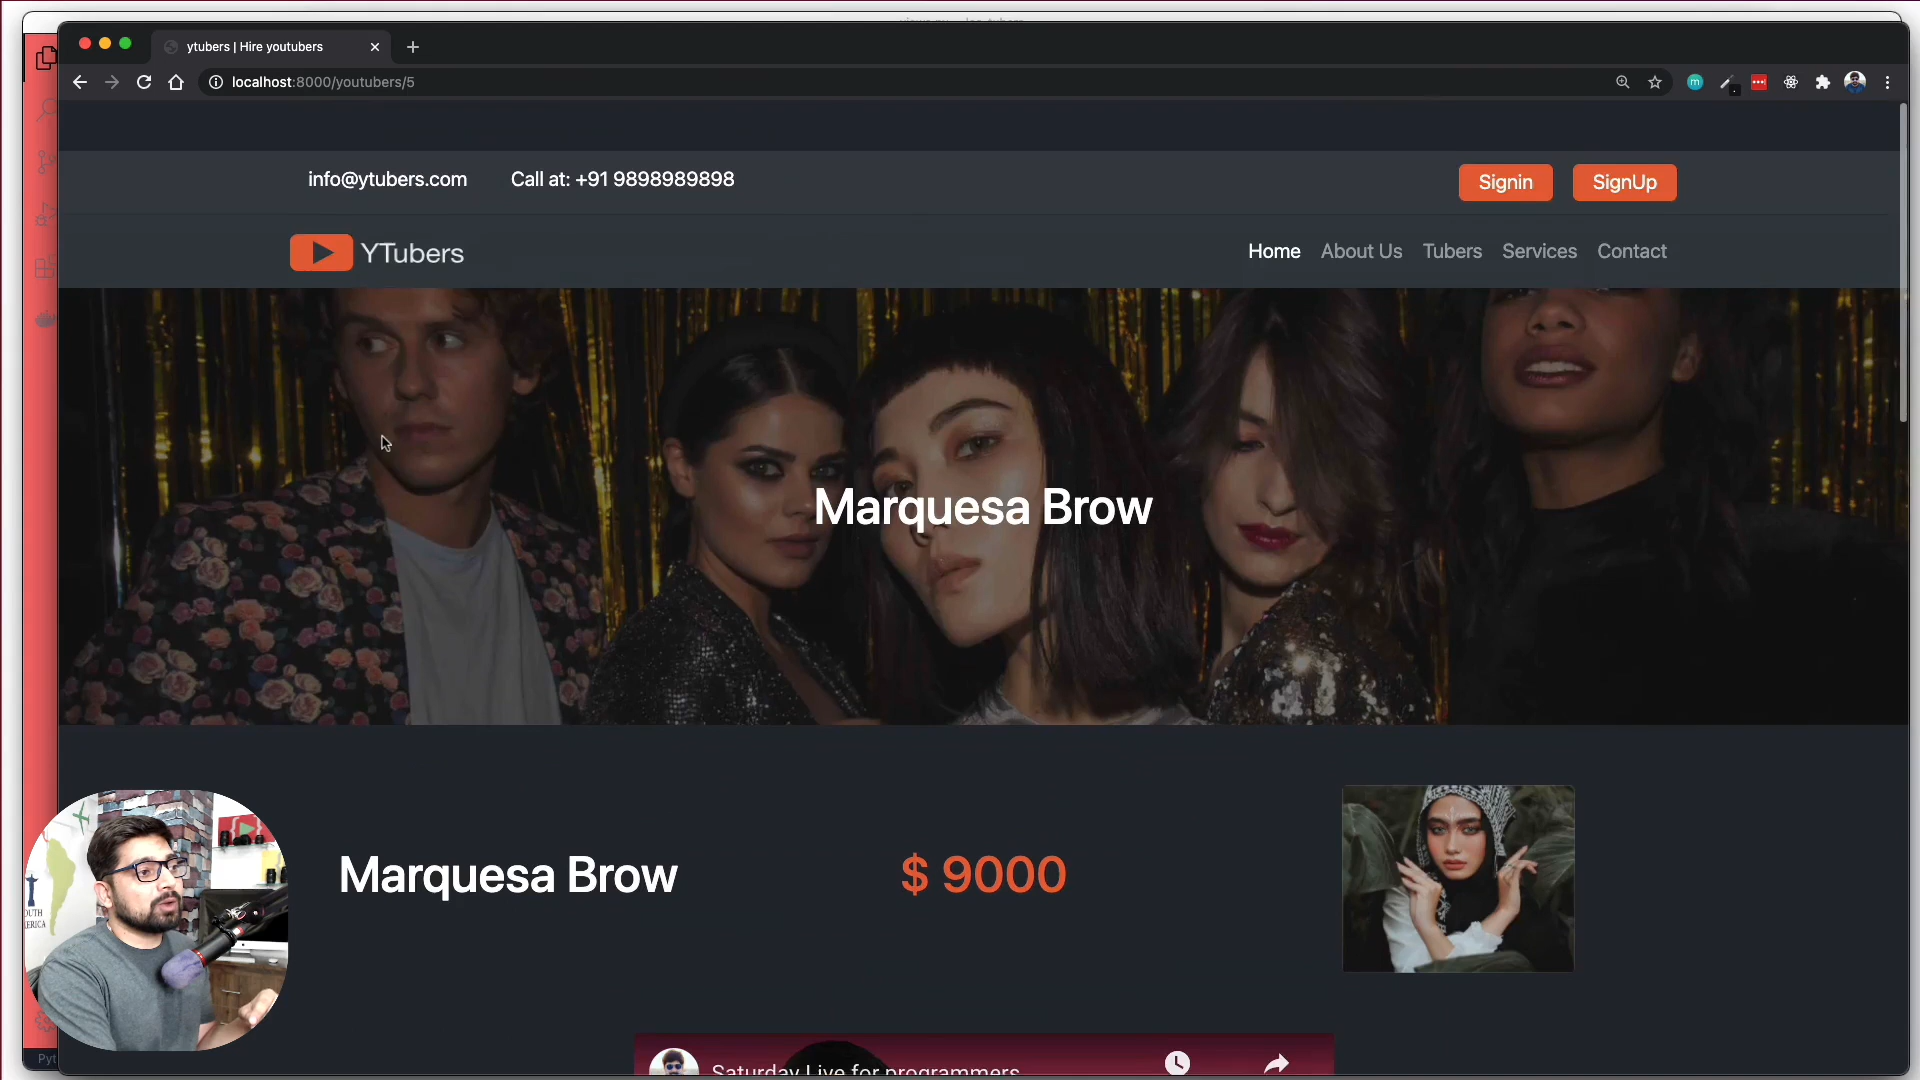 ytubers | Hire youtubers
localhost:8000/youtubers/5
info@ytubers.com
Call at: +91 9898989898
Signin
SignUp
YTubers
Home
About Us
Tubers
Services
Contact
Marquesa Brow
Marquesa Brow
$ 9000
Saturday Live for programmers
Pyt